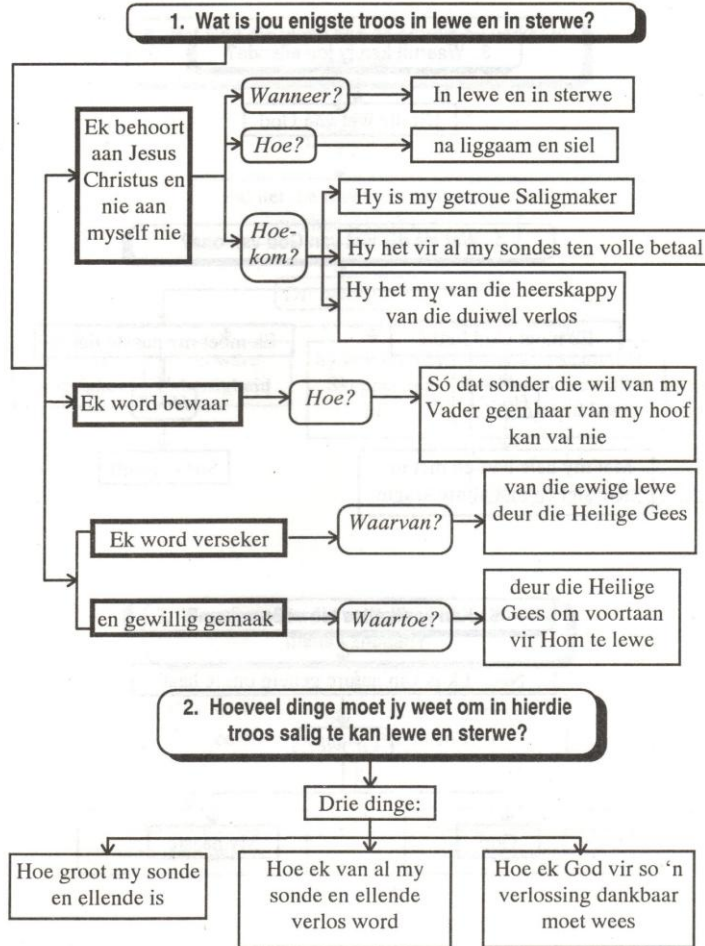 1. Wat is jou enigste troos in lewe en in sterwe?
Ek behoort
aan Jesus
Christus en
nie aan
myself nie
Wanneer?
In lewe en in sterwe
Hoe?
na liggaam en siel
Hoe-
kom?
Hy is my getroue Saligmaker
Hy het vir al my sondes ten volle betaal
Hy het my van die heerskappy
van die duiwel verlos
Ek word bewaar
Hoe?
Só dat sonder die wil van my
Vader geen haar van my hoof
kan val nie
Ek word verseker
Waarvan?
van die ewige lewe
deur die Heilige Gees
en gewillig gemaak
Waartoe?
deur die Heilige
Gees om voortaan
vir Hom te lewe
2. Hoeveel dinge moet jy weet om in hierdie
troos salig te kan lewe en sterwe?
Drie dinge:
Hoe groot my sonde
en ellende is
Hoe ek van al my
sonde en ellende
verlos word
Hoe ek God vir so ‘n
verlossing dankbaar
moet wees